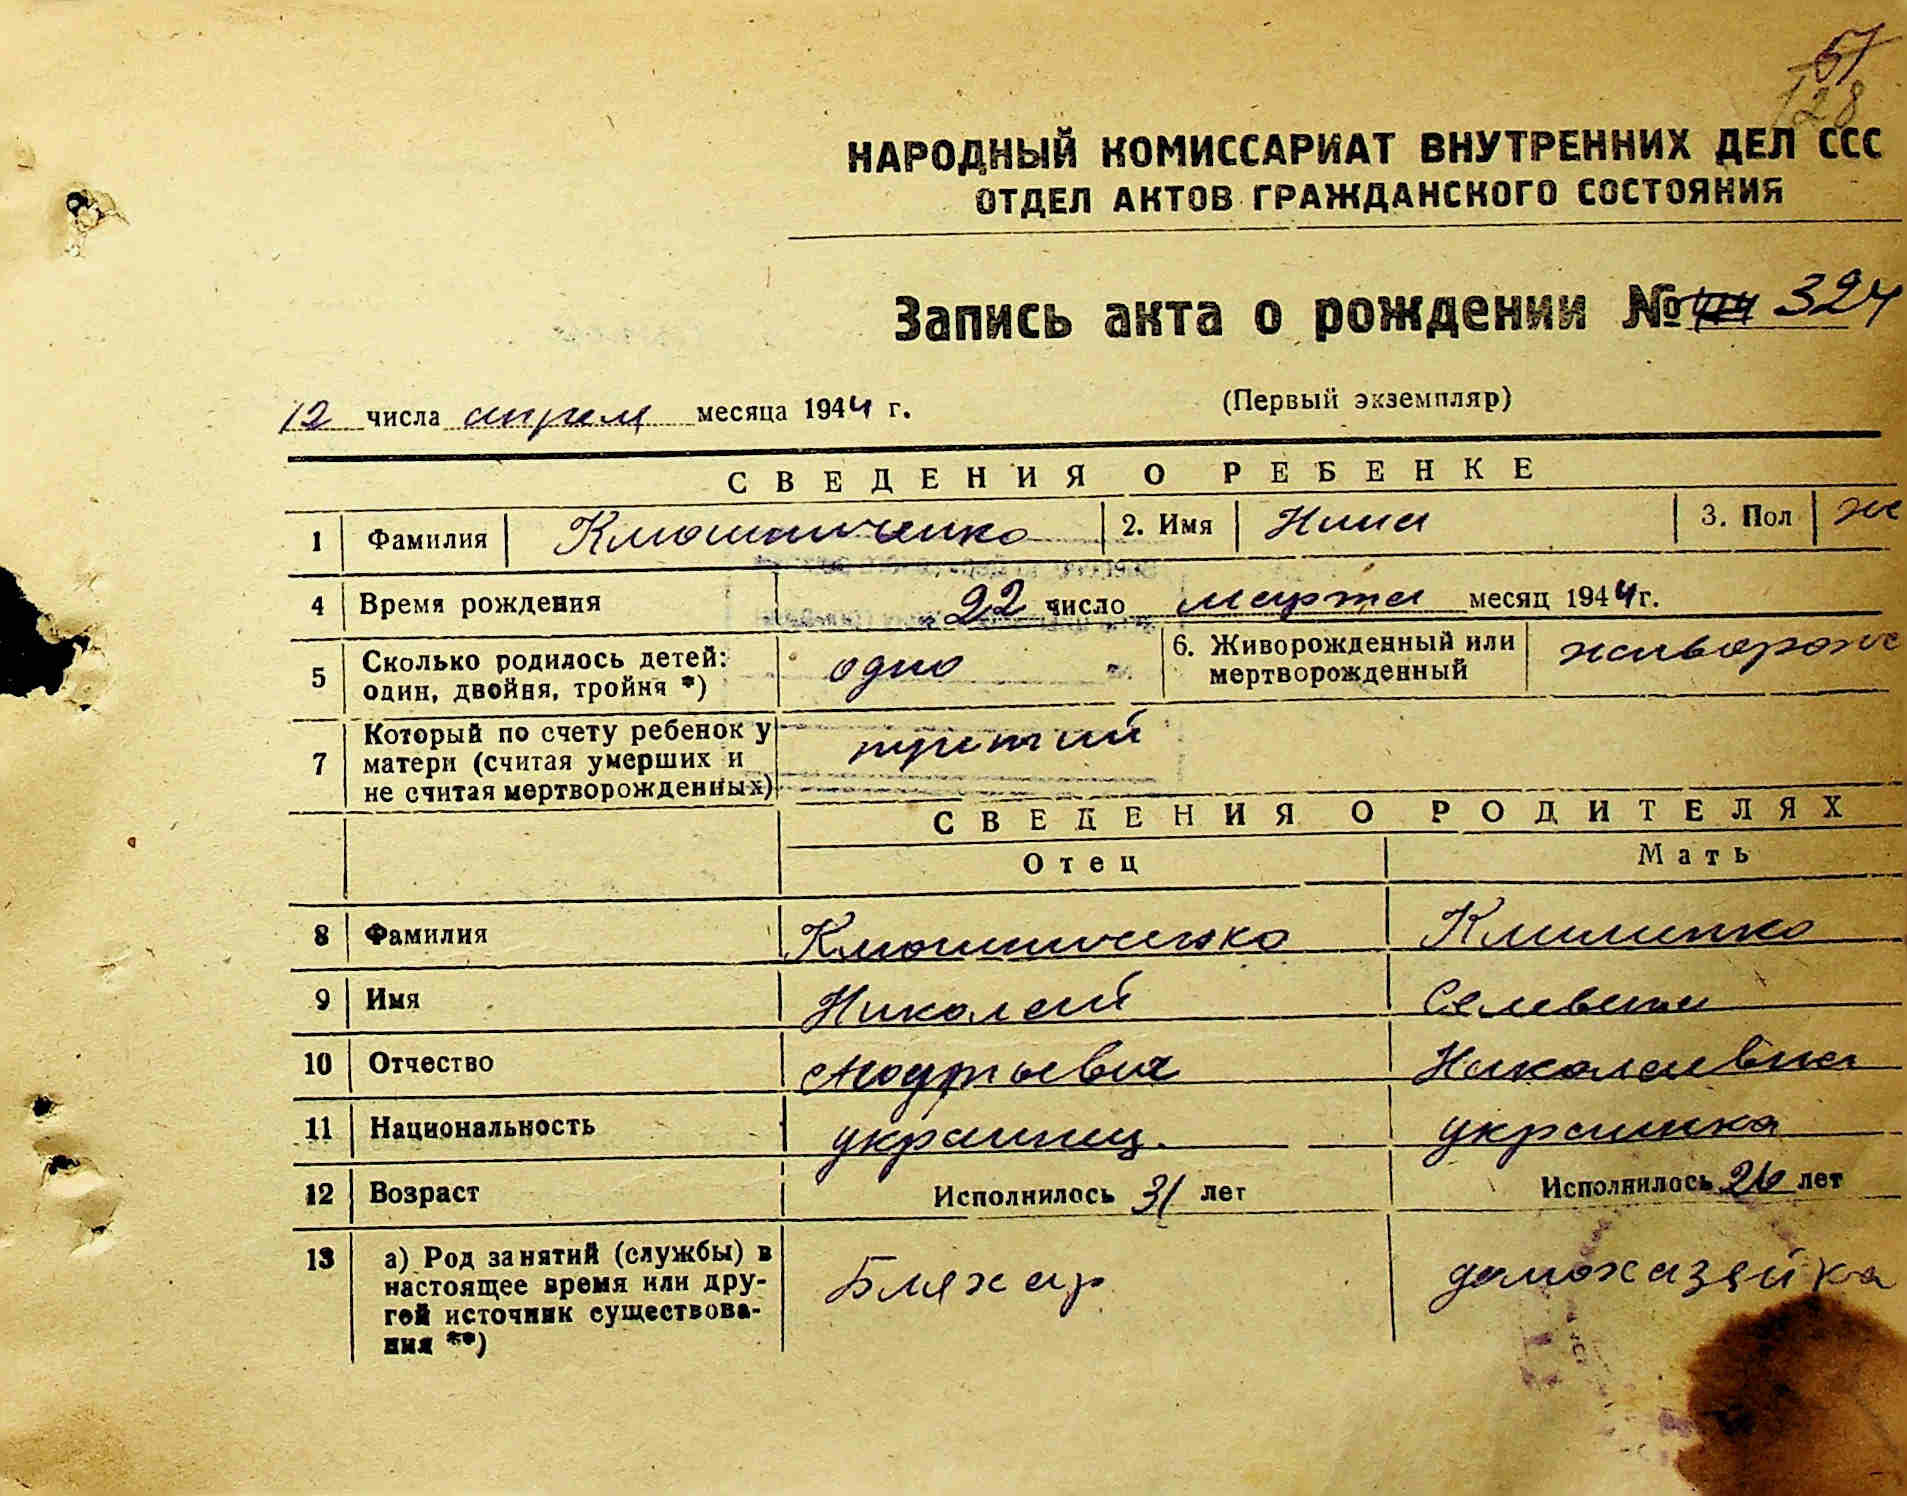 57
128
НАРОДНЫЙ КОМИССАРИАТ ВНУТРЕННИХ ДЕЛ ССС
ОТДЕЛ АКТОВ ГРАЖДАНСКОГО СОСТОЯНИЯ
Запись акта о рождении № 324
12 числа апреля месяца 1944 г. (Первый экземпляр)
СВЕДЕНИЯ О РЕБЕНКЕ
1 Фамилия 2. Имя Нина 3. Пол ж
4 Время рождения 22 число марта месяц 1944 г.
5 Сколько родилось детей: один, двойня, тройня *) одно 6. Живорожденный или мертворожденный живорож
7 Который по счету ребенок у матери (считая умерших и не считая мертворожденных) третий
СВЕДЕНИЯ О РОДИТЕЛЯХ
Отец Мать
8 Фамилия Клименко
9 Имя Николай
10 Отчество Николаевна
11 Национальность украинец. украинка
12 Возраст Исполнилось 31 лет Исполнилось 26 лет
13 а) Род занятий (службы) в настоящее время или другой источник существования **) Бляхар домохазяйка